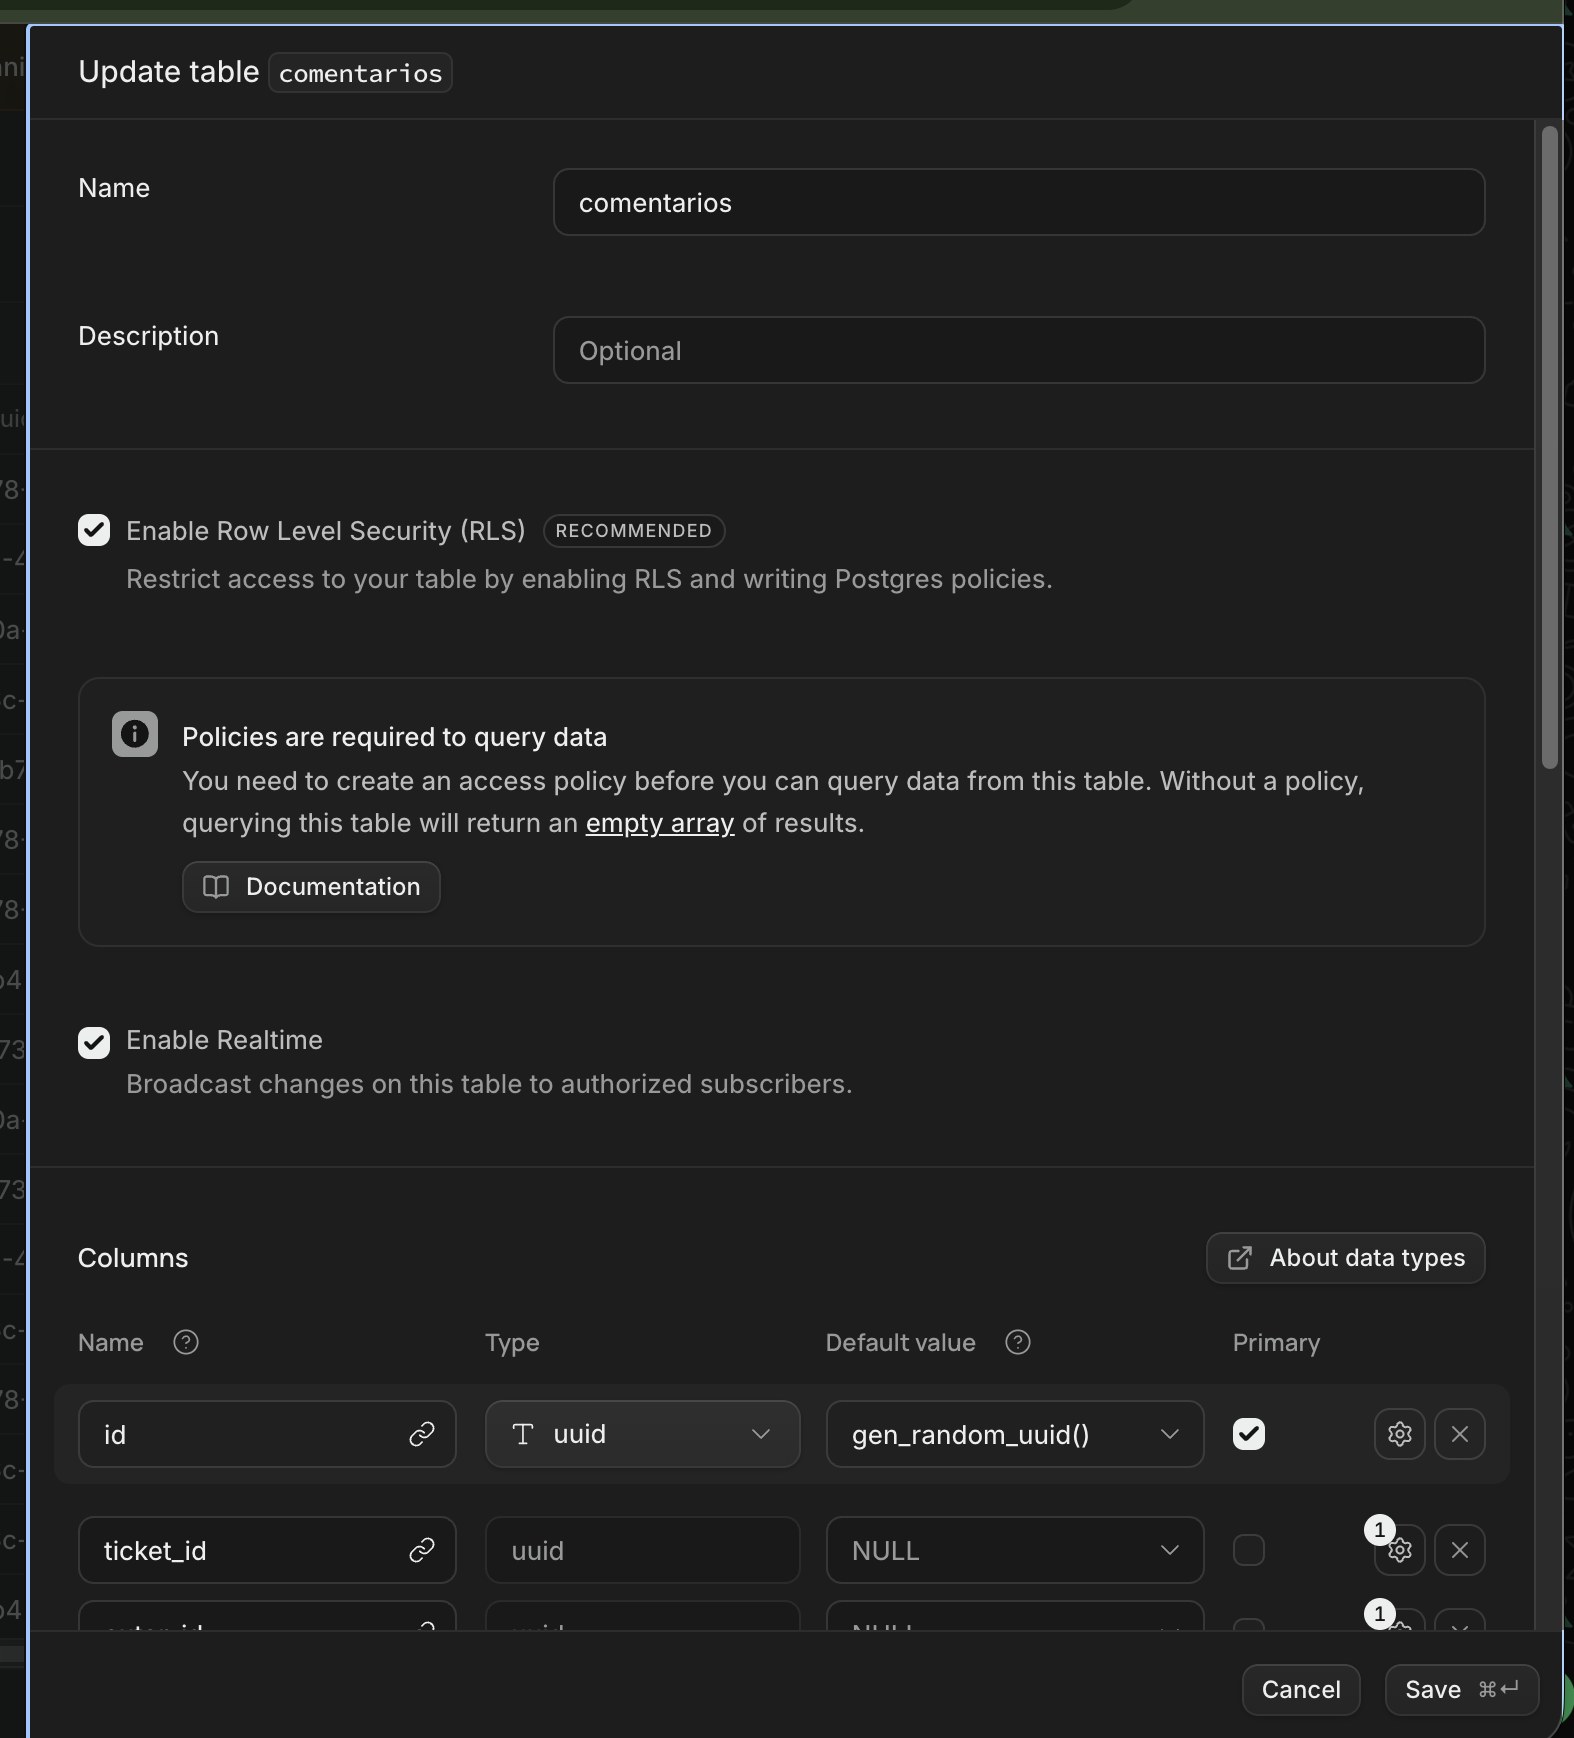 Update table comentarios
Name
comentarios
Description
Optional
Enable Row Level Security (RLS) RECOMMENDED
Restrict access to your table by enabling RLS and writing Postgres policies.
Policies are required to query data
You need to create an access policy before you can query data from this table. Without a policy,
querying this table will return an empty array of results.
Documentation
Enable Realtime
Broadcast changes on this table to authorized subscribers.
Columns
About data types
Name Type Default value Primary
id uuid gen_random_uuid()
ticket_id uuid NULL 1
1
Cancel Save ⌘↵